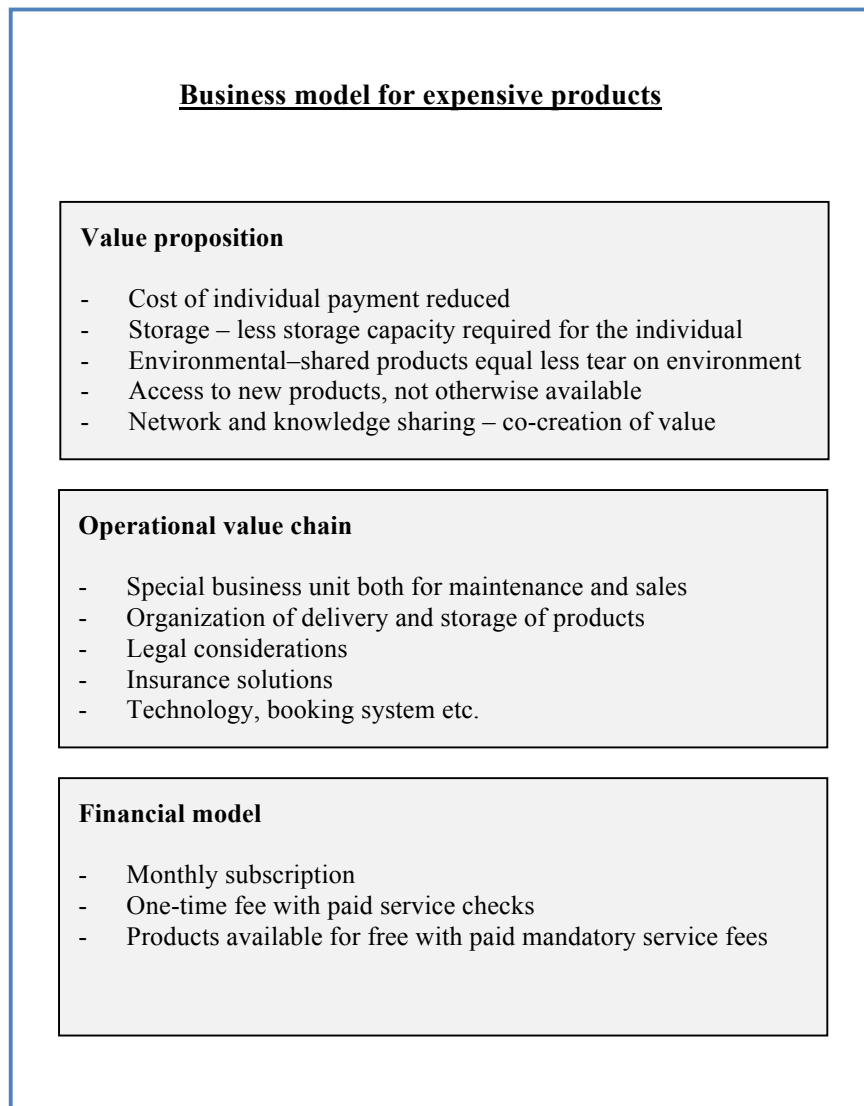 Business model for expensive products
Value proposition
- Cost of individual payment reduced
- Storage – less storage capacity required for the individual
- Environmental–shared products equal less tear on environment
- Access to new products, not otherwise available
- Network and knowledge sharing – co-creation of value
Operational value chain
- Special business unit both for maintenance and sales
- Organization of delivery and storage of products
- Legal considerations
- Insurance solutions
- Technology, booking system etc.
Financial model
- Monthly subscription
- One-time fee with paid service checks
- Products available for free with paid mandatory service fees